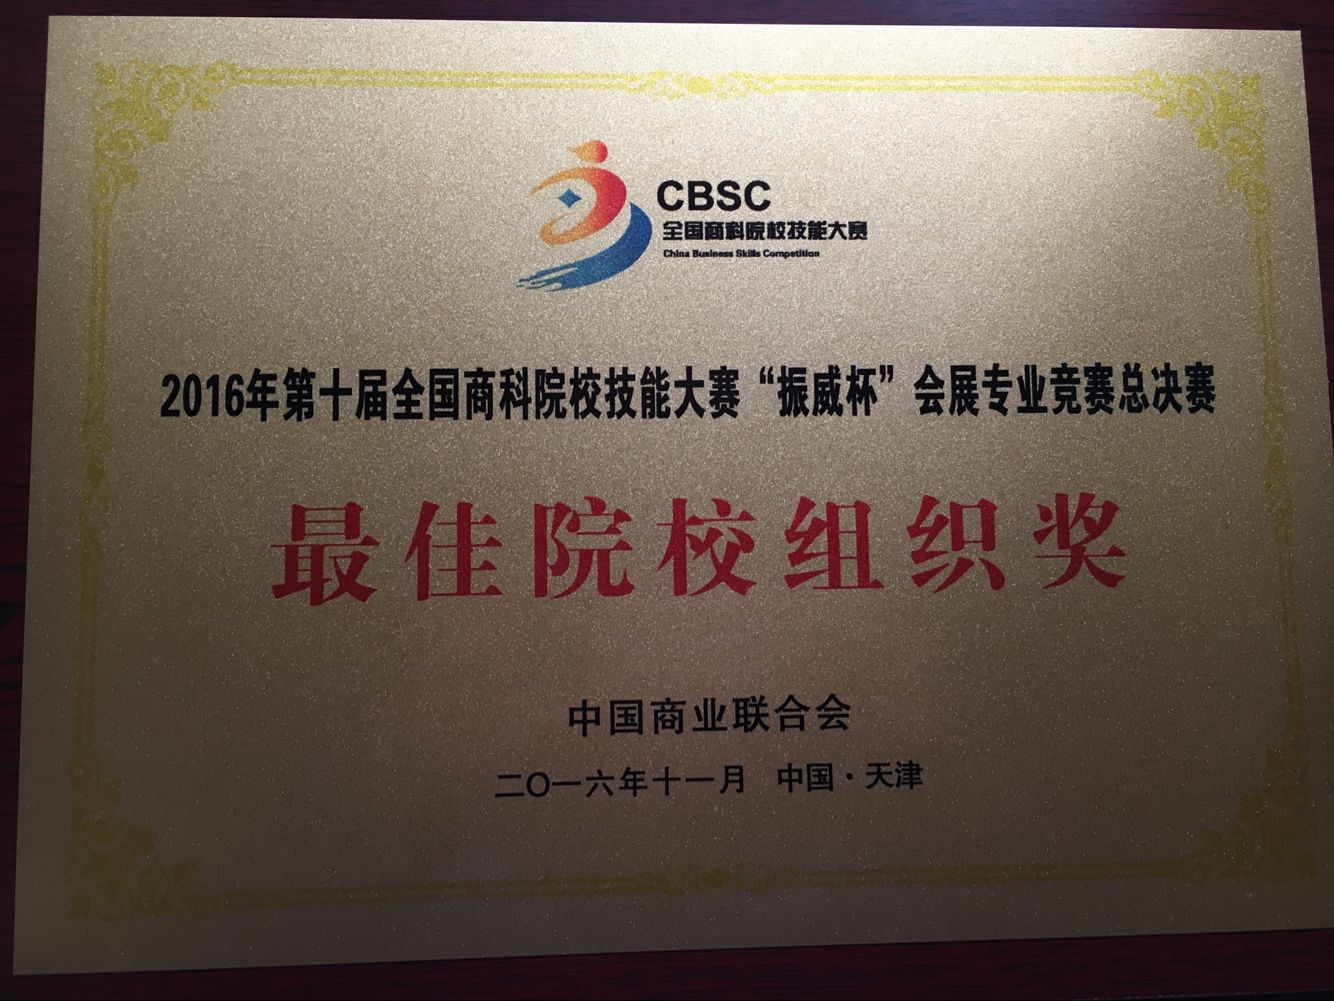 CBSC
全国商科院校技能大赛
China Business Skills Competition
2016年第十届全国商科院校技能大赛“振威杯”会展专业竞赛总决赛
最佳院校组织奖
中国商业联合会
二〇一六年十一月 中国·天津